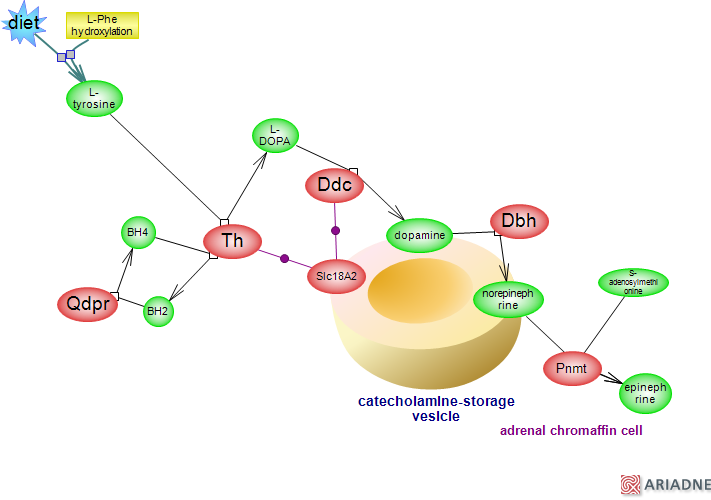 diet
L-Phe
hydroxylation
L-
tyrosine
L-
DOPA
Ddc
Dbh
dopamine
BH4
Th
Slc18A2
S-
adenosylmethi
onine
norepineph
rine
Qdpr
BH2
Pnmt
epineph
rine
catecholamine-storage
vesicle
adrenal chromaffin cell
ARIADNE